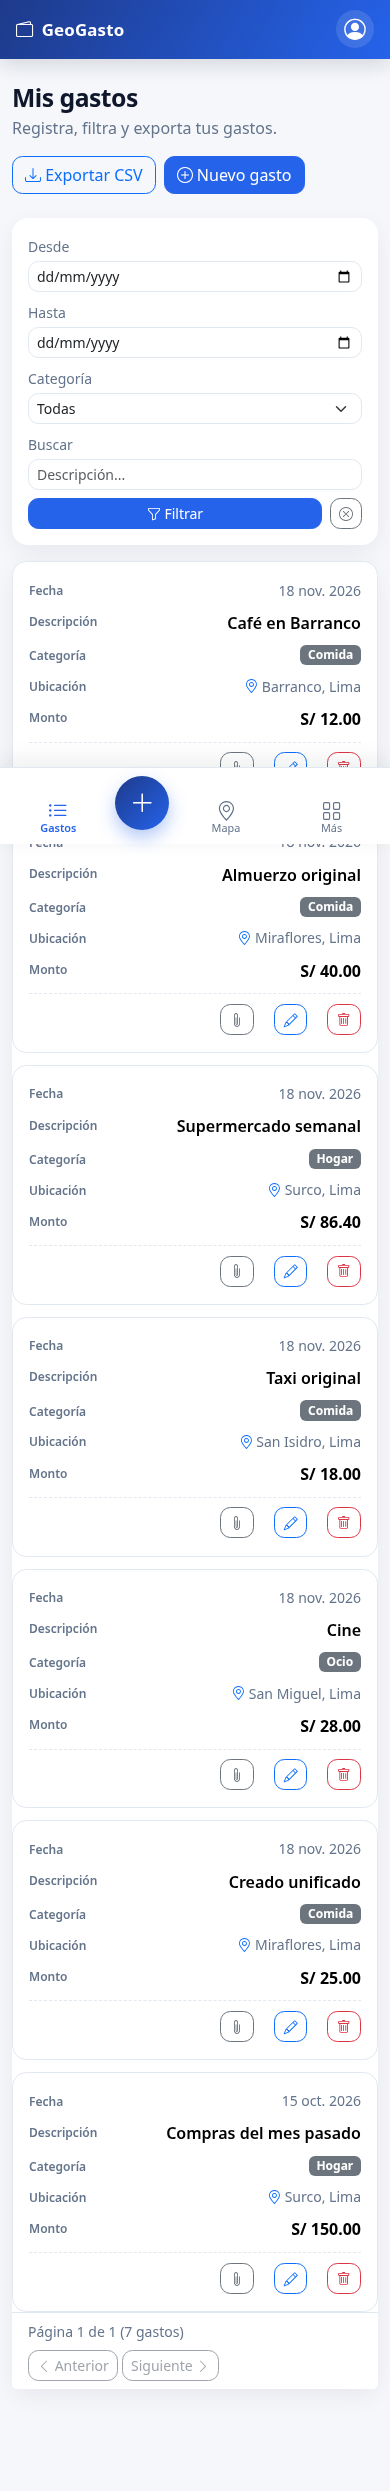 GeoGasto
Mis gastos
Registra, filtra y exporta tus gastos.
Exportar CSV Nuevo gasto
Desde
dd/mm/yyyy
Hasta
dd/mm/yyyy
Categoría
Todas
Buscar
Descripción...
Filtrar
Fecha 18 nov. 2026
Descripción Café en Barranco
Categoría Comida
Ubicación Barranco, Lima
Monto S/ 12.00
Gastos Mapa Más
Fecha 18 nov. 2026
Descripción Almuerzo original
Categoría Comida
Ubicación Miraflores, Lima
Monto S/ 40.00
Fecha 18 nov. 2026
Descripción Supermercado semanal
Categoría Hogar
Ubicación Surco, Lima
Monto S/ 86.40
Fecha 18 nov. 2026
Descripción Taxi original
Categoría Comida
Ubicación San Isidro, Lima
Monto S/ 18.00
Fecha 18 nov. 2026
Descripción Cine
Categoría Ocio
Ubicación San Miguel, Lima
Monto S/ 28.00
Fecha 18 nov. 2026
Descripción Creado unificado
Categoría Comida
Ubicación Miraflores, Lima
Monto S/ 25.00
Fecha 15 oct. 2026
Descripción Compras del mes pasado
Categoría Hogar
Ubicación Surco, Lima
Monto S/ 150.00
Página 1 de 1 (7 gastos)
Anterior Siguiente